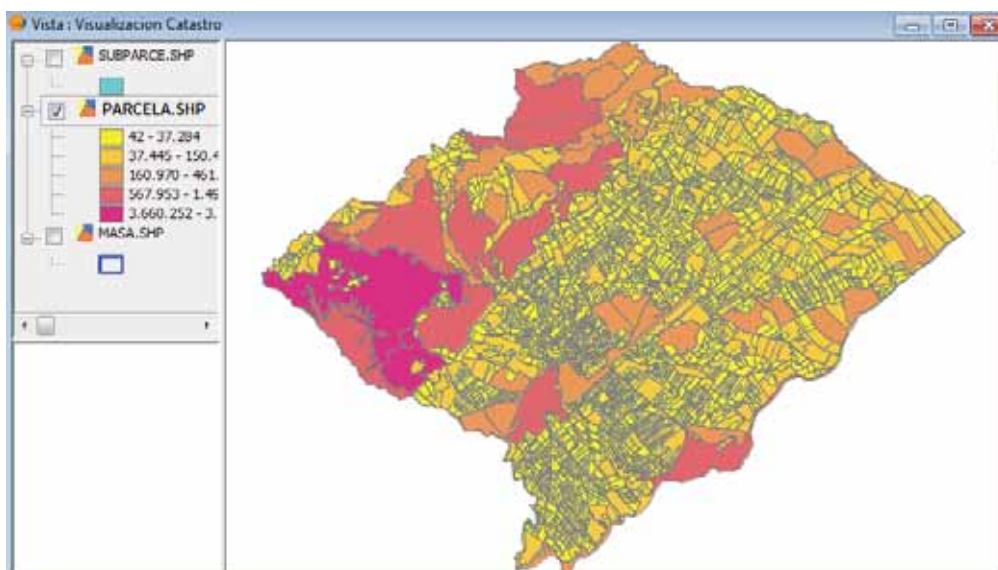 Vista : Visualizacion Catastro
SUBPARCE.SHP
PARCELA.SHP
42 - 37.284
37.445 - 150.4
160.970 - 461.
567.953 - 1.49
3.660.252 - 3.
MASA.SHP